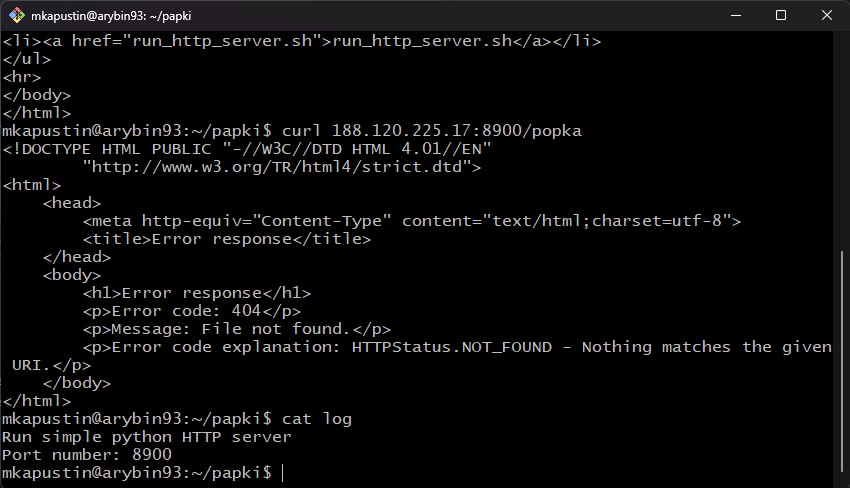 mkapustin@arybin93: ~/papki
<li><a href="run_http_server.sh">run_http_server.sh</a></li>
</ul>
<hr>
</body>
</html>
mkapustin@arybin93:~/papki$ curl 188.120.225.17:8900/popka
<!DOCTYPE HTML PUBLIC "-//W3C//DTD HTML 4.01//EN"
        "http://www.w3.org/TR/html4/strict.dtd">
<html>
    <head>
        <meta http-equiv="Content-Type" content="text/html;charset=utf-8">
        <title>Error response</title>
    </head>
    <body>
        <h1>Error response</h1>
        <p>Error code: 404</p>
        <p>Message: File not found.</p>
        <p>Error code explanation: HTTPStatus.NOT_FOUND - Nothing matches the given
 URI.</p>
    </body>
</html>
mkapustin@arybin93:~/papki$ cat log
Run simple python HTTP server
Port number: 8900
mkapustin@arybin93:~/papki$